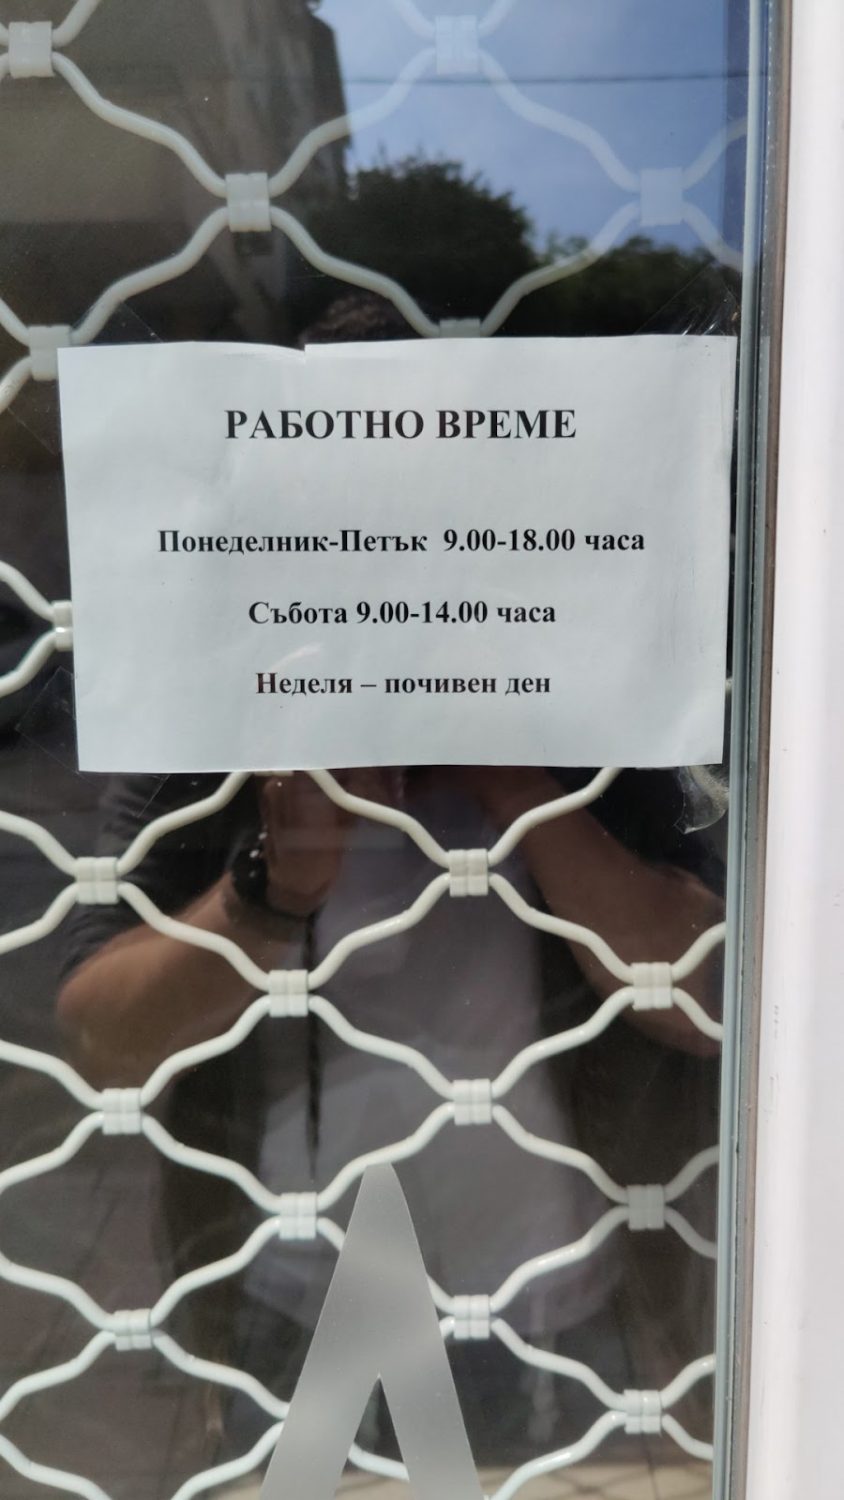 РАБОТНО ВРЕМЕ
Понеделник-Петък 9.00-18.00 часа
Събота 9.00-14.00 часа
Неделя – почивен ден